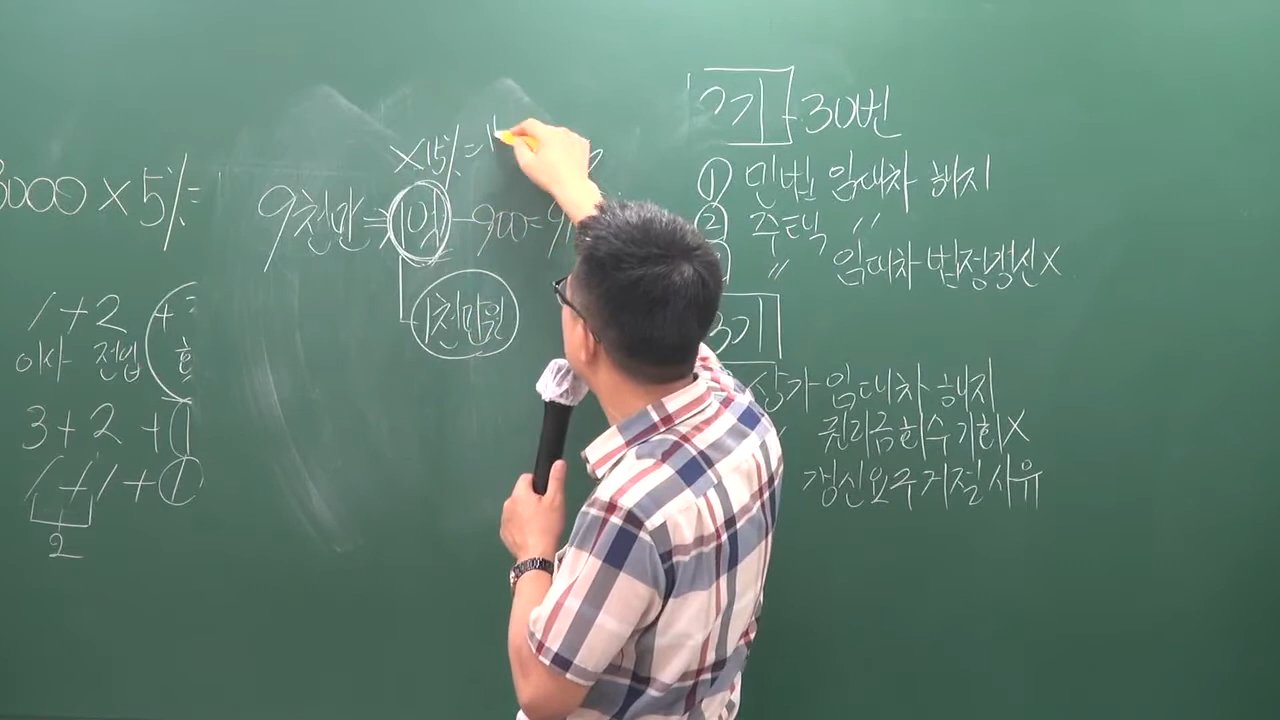 3000 × 5% =
1 + 2 +
이사 전업
3 + 2 + 1
1 + 1 + 1
2
× 15% = 1
9천만 = 1억 - 900 = 9
1천만원
2기 - 30번
① 민법 임대차 해지
② 주택 〃
〃 임대차 법정갱신 X
3기
상가 임대차 해지
〃 권리금회수기회 X
갱신요구거절사유